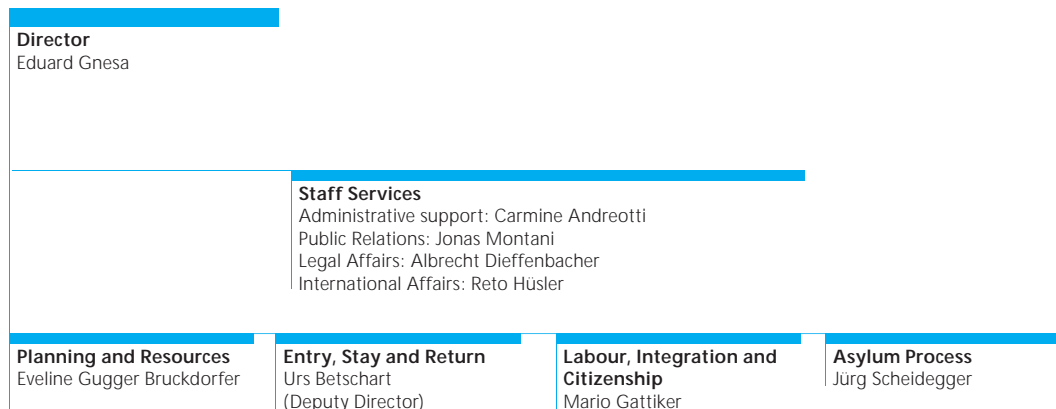 Director
Eduard Gnesa
Staff Services
Administrative support: Carmine Andreotti
Public Relations: Jonas Montani
Legal Affairs: Albrecht Dieffenbacher
International Affairs: Reto Hüsler
Planning and Resources
Eveline Gugger Bruckdorfer
Entry, Stay and Return
Urs Betschart
(Deputy Director)
Labour, Integration and
Citizenship
Mario Gattiker
Asylum Process
Jürg Scheidegger